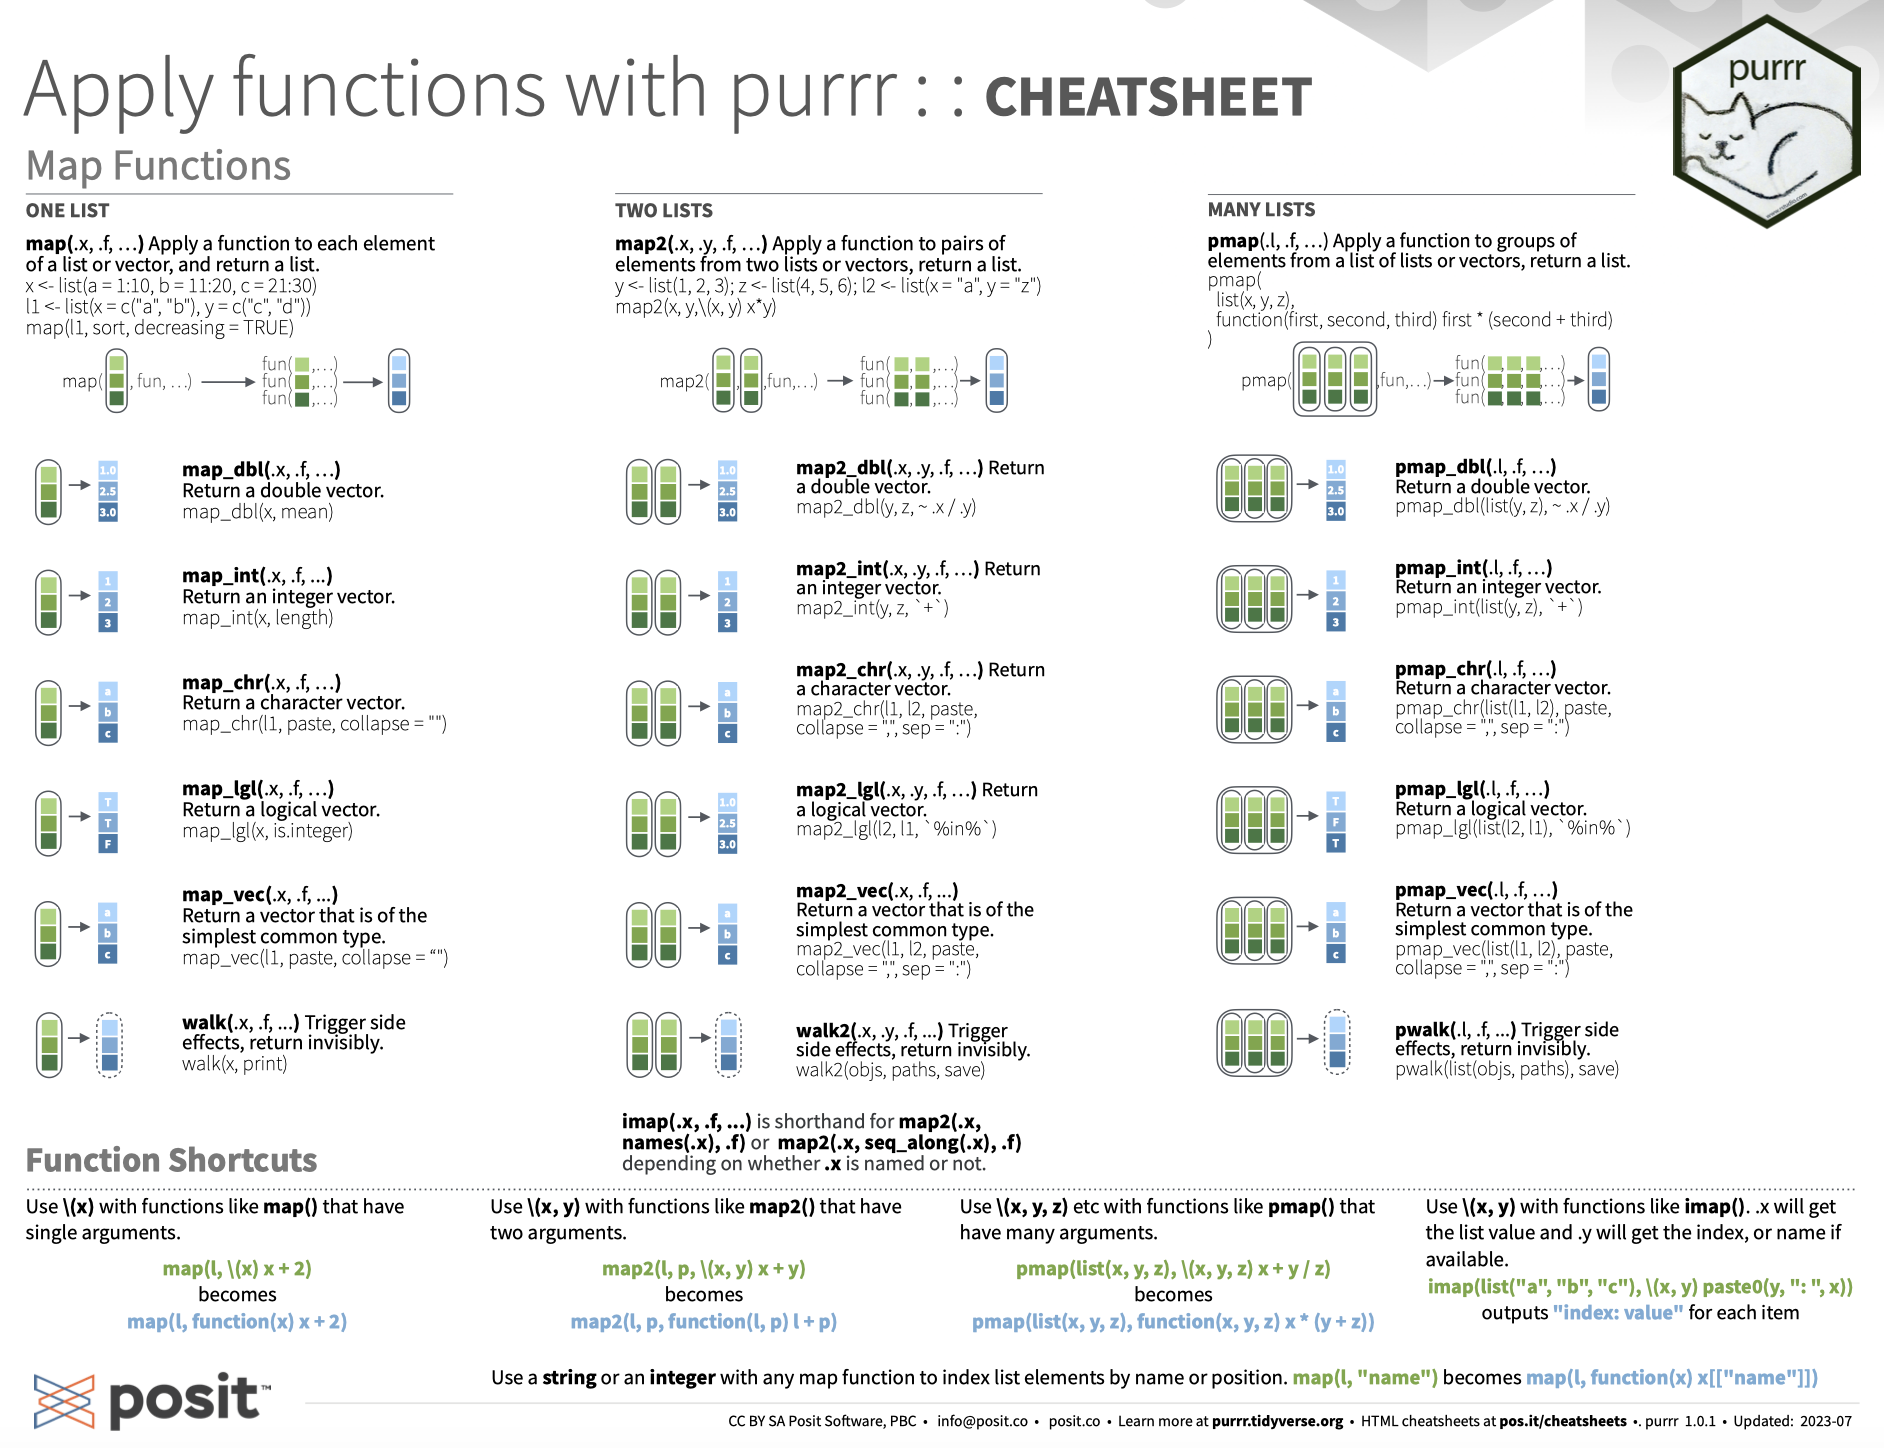 Apply functions with purrr : : CHEATSHEET
purrr
www.rstudio.com
Map Functions
ONE LIST
map(.x, .f, …) Apply a function to each element
of a list or vector, and return a list.
x <- list(a = 1:10, b = 11:20, c = 21:30)
l1 <- list(x = c("a", "b"), y = c("c", "d"))
map(l1, sort, decreasing = TRUE)
map( , fun, …)
fun( ,…)
fun( ,…)
fun( ,…)
1.0
2.5
3.0
map_dbl(.x, .f, …)
Return a double vector.
map_dbl(x, mean)
1
2
3
map_int(.x, .f, ...)
Return an integer vector.
map_int(x, length)
a
b
c
map_chr(.x, .f, …)
Return a character vector.
map_chr(l1, paste, collapse = "")
T
T
F
map_lgl(.x, .f, …)
Return a logical vector.
map_lgl(x, is.integer)
a
b
c
map_vec(.x, .f, ...)
Return a vector that is of the
simplest common type.
map_vec(l1, paste, collapse = “")
walk(.x, .f, ...) Trigger side
effects, return invisibly.
walk(x, print)
TWO LISTS
map2(.x, .y, .f, …) Apply a function to pairs of
elements from two lists or vectors, return a list.
y <- list(1, 2, 3); z <- list(4, 5, 6); l2 <- list(x = "a", y = "z")
map2(x, y,\(x, y) x*y)
map2( , ,fun,…)
fun( , ,…)
fun( , ,…)
fun( , ,…)
1.0
2.5
3.0
map2_dbl(.x, .y, .f, …) Return
a double vector.
map2_dbl(y, z, ~ .x / .y)
1
2
3
map2_int(.x, .y, .f, …) Return
an integer vector.
map2_int(y, z, `+`)
a
b
c
map2_chr(.x, .y, .f, …) Return
a character vector.
map2_chr(l1, l2, paste,
collapse = ",", sep = ":")
1.0
2.5
3.0
map2_lgl(.x, .y, .f, …) Return
a logical vector.
map2_lgl(l2, l1, `%in%`)
a
b
c
map2_vec(.x, .f, ...)
Return a vector that is of the
simplest common type.
map2_vec(l1, l2, paste,
collapse = ",", sep = ":")
walk2(.x, .y, .f, ...) Trigger
side effects, return invisibly.
walk2(objs, paths, save)
imap(.x, .f, ...) is shorthand for map2(.x,
names(.x), .f) or map2(.x, seq_along(.x), .f)
depending on whether .x is named or not.
MANY LISTS
pmap(.l, .f, …) Apply a function to groups of
elements from a list of lists or vectors, return a list.
pmap(
list(x, y, z),
function(first, second, third) first * (second + third)
)
pmap( ,fun,…)
fun( , , ,…)
fun( , , ,…)
fun( , , ,…)
1.0
2.5
3.0
pmap_dbl(.l, .f, …)
Return a double vector.
pmap_dbl(list(y, z), ~ .x / .y)
1
2
3
pmap_int(.l, .f, …)
Return an integer vector.
pmap_int(list(y, z), `+`)
a
b
c
pmap_chr(.l, .f, …)
Return a character vector.
pmap_chr(list(l1, l2), paste,
collapse = ",", sep = ":")
T
F
T
pmap_lgl(.l, .f, …)
Return a logical vector.
pmap_lgl(list(l2, l1), `%in%`)
a
b
c
pmap_vec(.l, .f, …)
Return a vector that is of the
simplest common type.
pmap_vec(list(l1, l2), paste,
collapse = ",", sep = ":")
pwalk(.l, .f, ...) Trigger side
effects, return invisibly.
pwalk(list(objs, paths), save)
Function Shortcuts
Use \(x) with functions like map() that have
single arguments.
map(l, \(x) x + 2)
becomes
map(l, function(x) x + 2)
Use \(x, y) with functions like map2() that have
two arguments.
map2(l, p, \(x, y) x + y)
becomes
map2(l, p, function(l, p) l + p)
Use \(x, y, z) etc with functions like pmap() that
have many arguments.
pmap(list(x, y, z), \(x, y, z) x + y / z)
becomes
pmap(list(x, y, z), function(x, y, z) x * (y + z))
Use \(x, y) with functions like imap(). .x will get
the list value and .y will get the index, or name if
available.
imap(list("a", "b", "c"), \(x, y) paste0(y, ": ", x))
outputs "index: value" for each item
Use a string or an integer with any map function to index list elements by name or position. map(l, "name") becomes map(l, function(x) x[["name"]])
posit™
CC BY SA Posit Software, PBC • info@posit.co • posit.co • Learn more at purrr.tidyverse.org • HTML cheatsheets at pos.it/cheatsheets •. purrr 1.0.1 • Updated: 2023-07